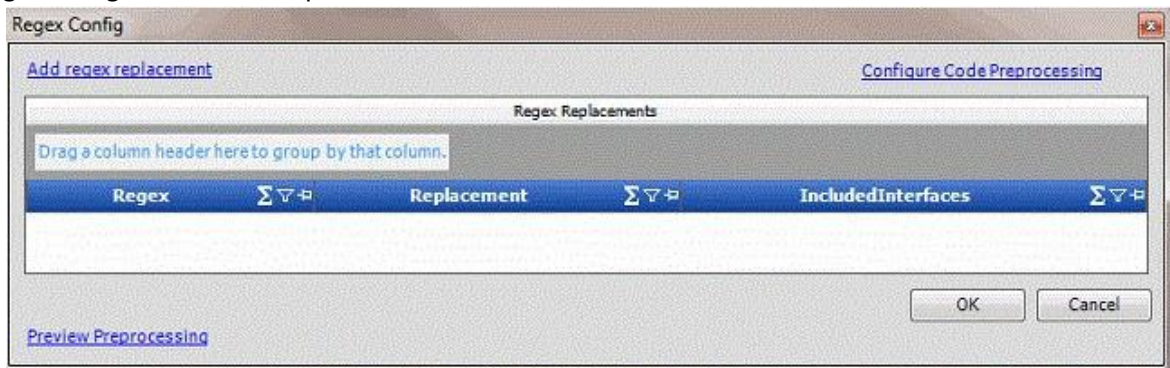 Regex Config
Add regex replacement
Configure Code Preprocessing
Regex Replacements
Drag a column header here to group by that column.
Regex Σ Replacement Σ IncludedInterfaces Σ
OK Cancel
Preview Preprocessing